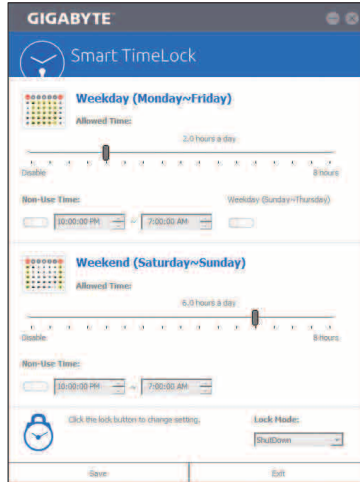 GIGABYTE
Smart TimeLock
Weekday (Monday~Friday)
Allowed Time:
2.0 hours a day
Disable 8 hours
Non-Use Time: Weekday (Sunday~Thursday)
10:00:00 PM ~ 7:00:00 AM
Weekend (Saturday~Sunday)
Allowed Time:
6.0 hours a day
Disable 8 hours
Non-Use Time:
10:00:00 PM ~ 7:00:00 AM
Click the lock button to change setting. Lock Mode:
ShutDown
Save Exit